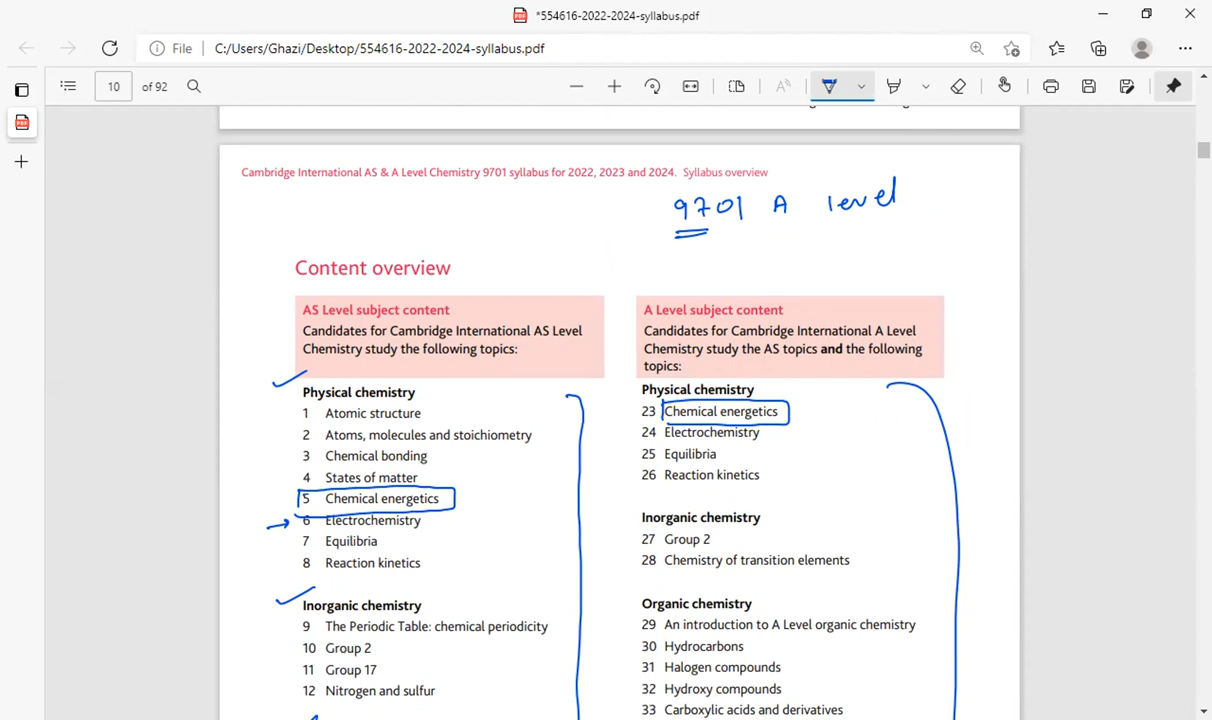 *554616-2022-2024-syllabus.pdf
File C:/Users/Ghazi/Desktop/554616-2022-2024-syllabus.pdf
10 of 92
Cambridge International AS & A Level Chemistry 9701 syllabus for 2022, 2023 and 2024. Syllabus overview
9701 A level
Content overview
AS Level subject content
Candidates for Cambridge International AS Level
Chemistry study the following topics:
Physical chemistry
1 Atomic structure
2 Atoms, molecules and stoichiometry
3 Chemical bonding
4 States of matter
5 Chemical energetics
6 Electrochemistry
7 Equilibria
8 Reaction kinetics
Inorganic chemistry
9 The Periodic Table: chemical periodicity
10 Group 2
11 Group 17
12 Nitrogen and sulfur
A Level subject content
Candidates for Cambridge International A Level
Chemistry study the AS topics and the following
topics:
Physical chemistry
23 Chemical energetics
24 Electrochemistry
25 Equilibria
26 Reaction kinetics
Inorganic chemistry
27 Group 2
28 Chemistry of transition elements
Organic chemistry
29 An introduction to A Level organic chemistry
30 Hydrocarbons
31 Halogen compounds
32 Hydroxy compounds
33 Carboxylic acids and derivatives